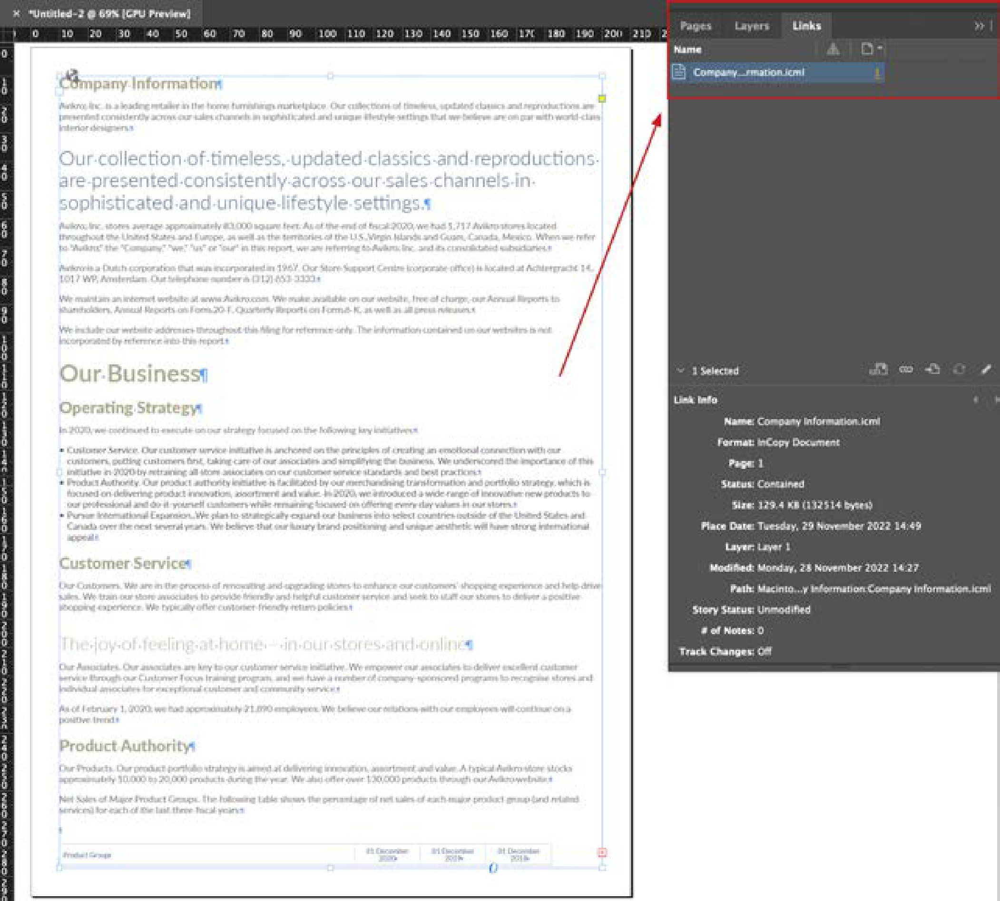 × *Untitled-2 @ 69% [GPU Preview]
0 10 20 30 40 50 60 70 80 90 100 110 120 130 140 150 160 170 180 190 200 210
Company Information¶
Avikro, Inc. is a leading retailer in the home furnishings marketplace. Our collections of timeless, updated classics and reproductions are
presented consistently across our sales channels in sophisticated and unique lifestyle settings that we believe are on par with world-class
interior designers.¶
Our collection of timeless, updated classics and reproductions
are presented consistently across our sales channels in
sophisticated and unique lifestyle settings.¶
Avikro, Inc. stores average approximately 83,000 square feet. As of the end of fiscal 2020, we had 1,717 Avikro stores located
throughout the United States and Europe, as well as the territories of the U.S. Virgin Islands and Guam, Canada, Mexico. When we refer
to "Avikro," the "Company," "we," "us" or "our" in this report, we are referring to Avikro, Inc. and its consolidated subsidiaries.¶
Avikro is a Dutch corporation that was incorporated in 1967. Our Store Support Centre (corporate office) is located at Achtergracht 14,
1017 WP, Amsterdam. Our telephone number is (312) 653-3333.¶
We maintain an internet website at www.Avikro.com. We make available on our website, free of charge, our Annual Reports to
shareholders, Annual Reports on Form 20-F, Quarterly Reports on Form 6-K, as well as all press releases.¶
We include our website addresses throughout this filing for reference only. The information contained on our websites is not
incorporated by reference into this report.¶
Our Business¶
Operating Strategy¶
In 2020, we continued to execute on our strategy focused on the following key initiatives:¶
• Customer Service. Our customer service initiative is anchored on the principles of creating an emotional connection with our
customers, putting customers first, taking care of our associates and simplifying the business. We underscored the importance of this
initiative in 2020 by retraining all store associates on our customer service standards and best practices.¶
• Product Authority. Our product authority initiative is facilitated by our merchandising transformation and portfolio strategy, which is
focused on delivering product innovation, assortment and value. In 2020, we introduced a wide range of innovative new products to
our professional and do-it-yourself customers while remaining focused on offering every day values in our stores.¶
• Pursue International Expansion. We plan to strategically expand our business into select countries outside of the United States and
Canada over the next several years. We believe that our luxury brand positioning and unique aesthetic will have strong international
appeal.¶
Customer Service¶
Our Customers. We are in the process of renovating and upgrading stores to enhance our customers' shopping experience and help drive
sales. We train our store associates to provide friendly and helpful customer service and seek to staff our stores to deliver a positive
shopping experience. We typically offer customer-friendly return policies.¶
The joy of feeling at home – in our stores and online¶
Our Associates. Our associates are key to our customer service initiative. We empower our associates to deliver excellent customer
service through our Customer Focus training program, and we have a number of company-sponsored programs to recognise stores and
individual associates for exceptional customer and community service.¶
As of February 1, 2020, we had approximately 21,890 employees. We believe our relations with our employees will continue on a
positive trend.¶
Product Authority¶
Our Products. Our product portfolio strategy is aimed at delivering innovation, assortment and value. A typical Avikro store stocks
approximately 10,000 to 20,000 products during the year. We also offer over 130,000 products through our Avikro website.¶
Net Sales of Major Product Groups. The following table shows the percentage of net sales of each major product group (and related
services) for each of the last three fiscal years:¶
¶
Product Groups 01 December 01 December 01 December
2020 2019 2018
Pages Layers Links
Name
Company...rmation.icml 1
1 Selected
Link Info
Name: Company Information.icml
Format: InCopy Document
Page: 1
Status: Contained
Size: 129.4 KB (132514 bytes)
Place Date: Tuesday, 29 November 2022 14:49
Layer: Layer 1
Modified: Monday, 28 November 2022 14:27
Path: Macinto...y Information:Company Information.icml
Story Status: Unmodified
# of Notes: 0
Track Changes: Off